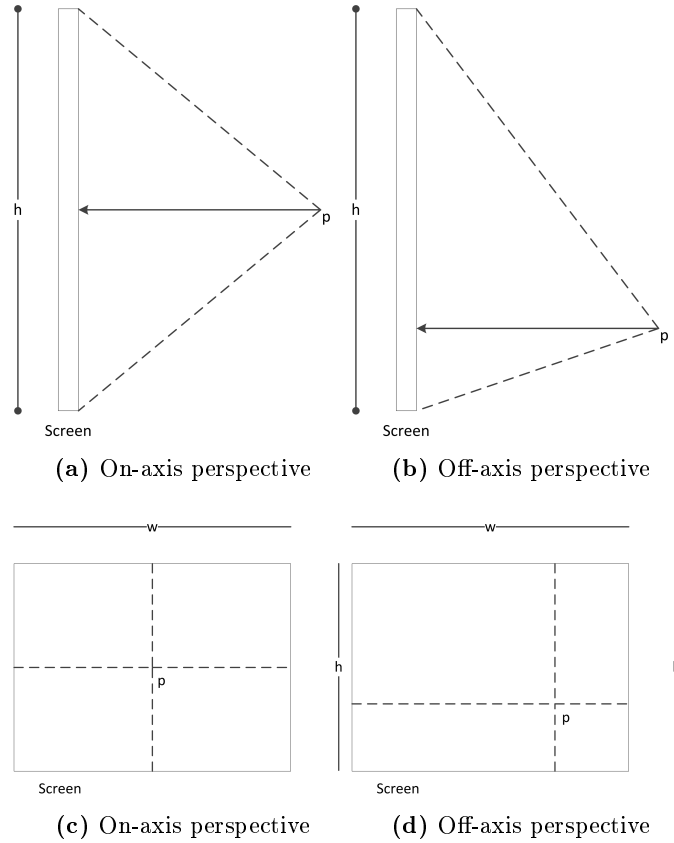 h
p
Screen
(a) On-axis perspective
h
p
Screen
(b) Off-axis perspective
w
p
Screen
(c) On-axis perspective
w
h
p
Screen
(d) Off-axis perspective